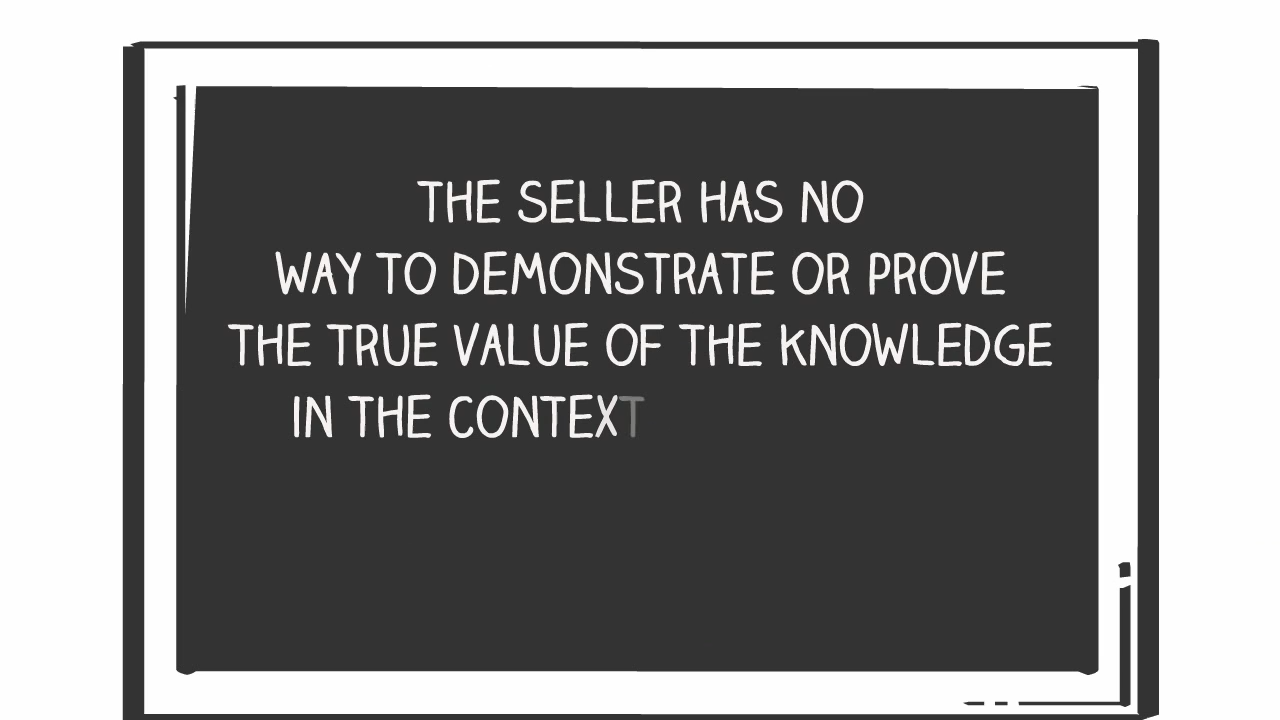 THE SELLER HAS NO
WAY TO DEMONSTRATE OR PROVE
THE TRUE VALUE OF THE KNOWLEDGE
IN THE CONTEXT